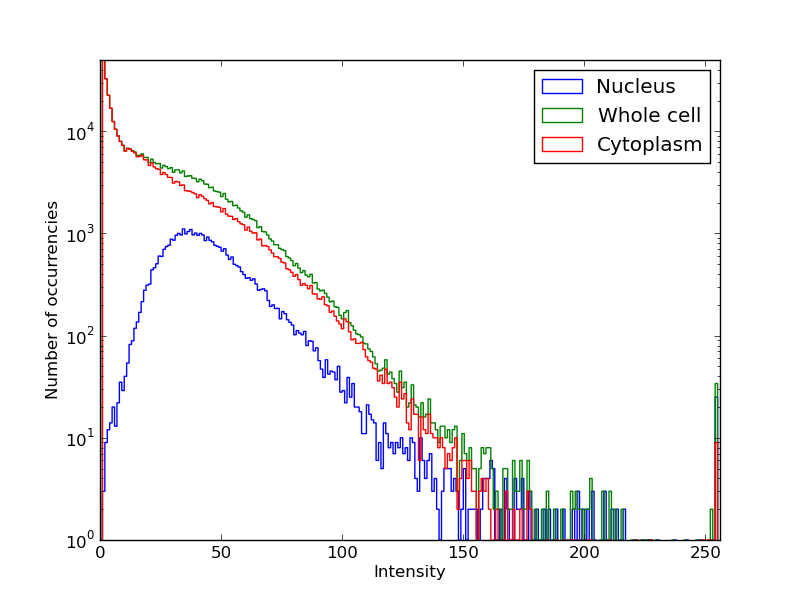 Nucleus
Whole cell
Cytoplasm
Number of occurrencies
10^4
10^3
10^2
10^1
10^0
0 50 100 150 200 250
Intensity